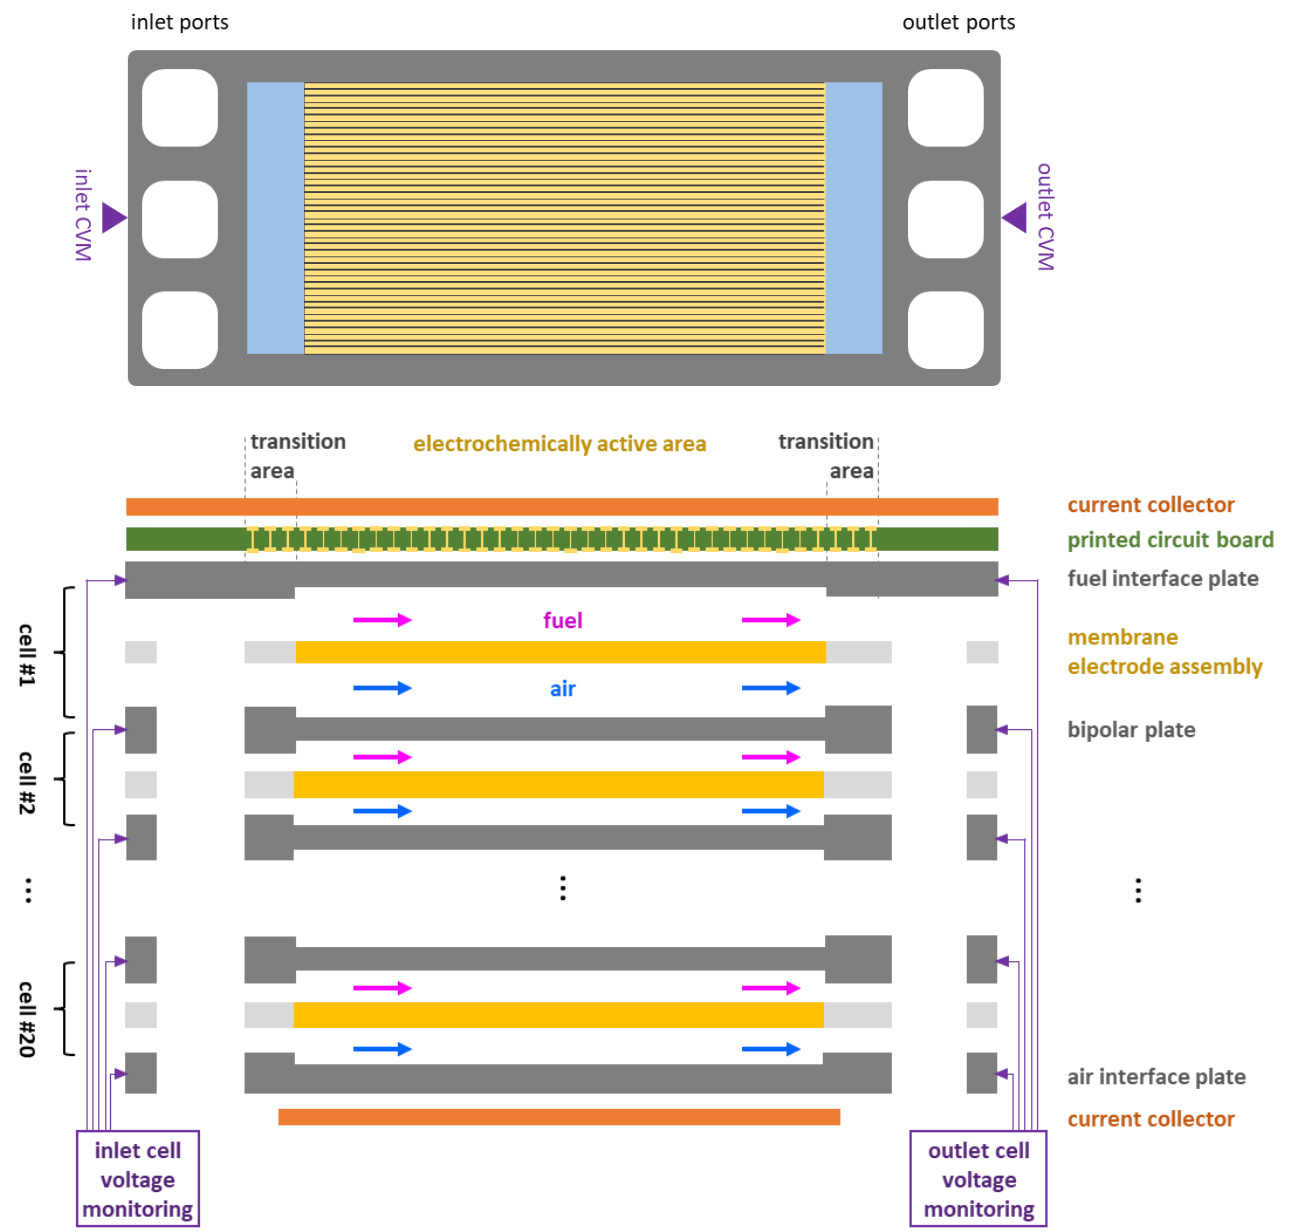 inlet ports
outlet ports
inlet CVM
outlet CVM
transition
area
electrochemically active area
transition
area
current collector
printed circuit board
fuel interface plate
fuel
cell #1
membrane
electrode assembly
air
bipolar plate
cell #2
...
...
...
cell #20
air interface plate
current collector
inlet cell
voltage
monitoring
outlet cell
voltage
monitoring